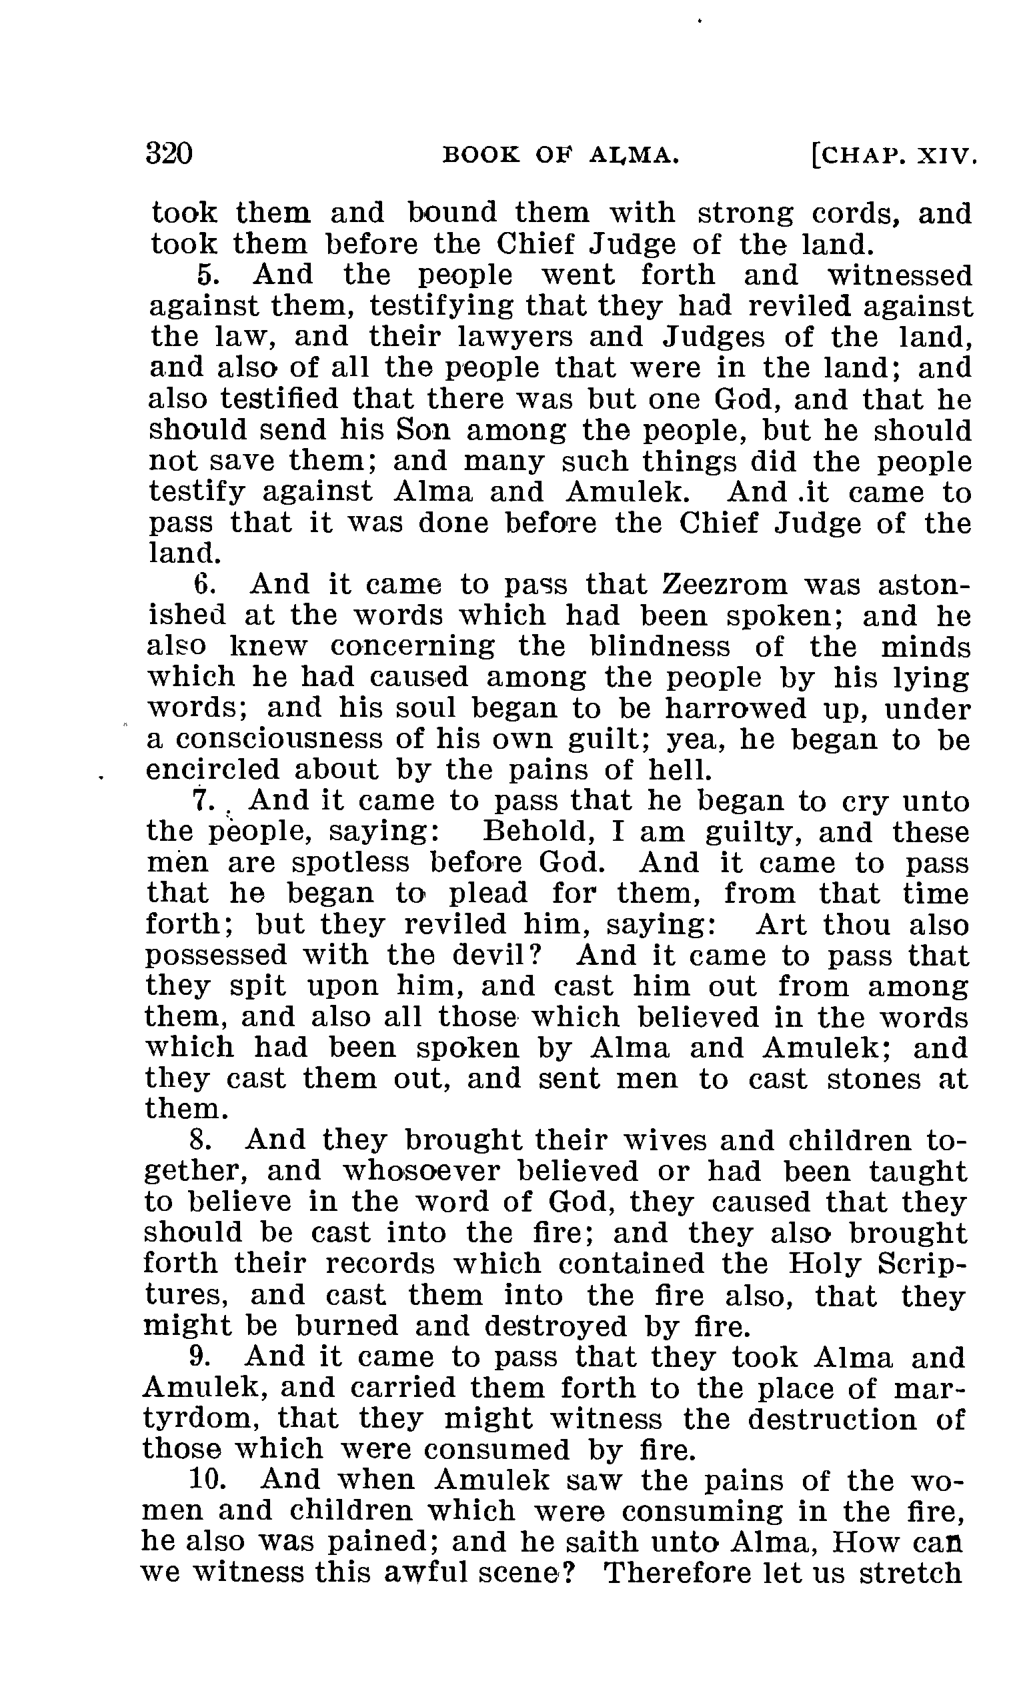 320 BOOK OF ALMA. [CHAP. XIV.
took them and bound them with strong cords, and
took them before the Chief Judge of the land.
5. And the people went forth and witnessed
against them, testifying that they had reviled against
the law, and their lawyers and Judges of the land,
and also of all the people that were in the land; and
also testified that there was but one God, and that he
should send his Son among the people, but he should
not save them; and many such things did the people
testify against Alma and Amulek. And it came to
pass that it was done before the Chief Judge of the
land.
6. And it came to pass that Zeezrom was aston-
ished at the words which had been spoken; and he
also knew concerning the blindness of the minds
which he had caused among the people by his lying
words; and his soul began to be harrowed up, under
a consciousness of his own guilt; yea, he began to be
encircled about by the pains of hell.
7. And it came to pass that he began to cry unto
the people, saying: Behold, I am guilty, and these
men are spotless before God. And it came to pass
that he began to plead for them, from that time
forth; but they reviled him, saying: Art thou also
possessed with the devil? And it came to pass that
they spit upon him, and cast him out from among
them, and also all those which believed in the words
which had been spoken by Alma and Amulek; and
they cast them out, and sent men to cast stones at
them.
8. And they brought their wives and children to-
gether, and whosoever believed or had been taught
to believe in the word of God, they caused that they
should be cast into the fire; and they also brought
forth their records which contained the Holy Scrip-
tures, and cast them into the fire also, that they
might be burned and destroyed by fire.
9. And it came to pass that they took Alma and
Amulek, and carried them forth to the place of mar-
tyrdom, that they might witness the destruction of
those which were consumed by fire.
10. And when Amulek saw the pains of the wo-
men and children which were consuming in the fire,
he also was pained; and he saith unto Alma, How can
we witness this awful scene? Therefore let us stretch